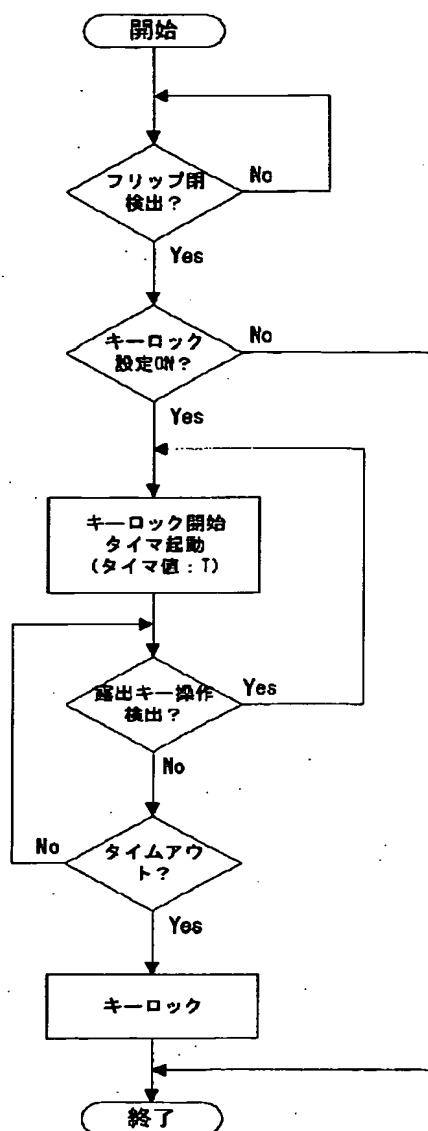 開始
フリップ閉
検出？
No
Yes
キーロック
設定ON？
No
Yes
キーロック開始
タイマ起動
(タイマ値：T)
露出キー操作
検出？
Yes
No
タイムアウ
ト？
No
Yes
キーロック
終了